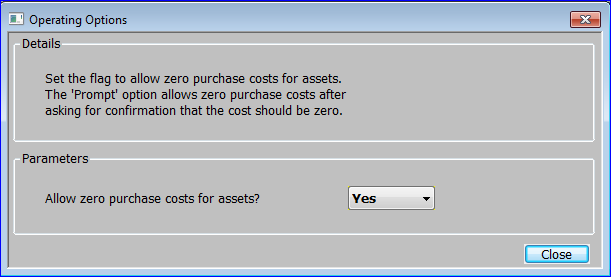 Operating Options
Details
Set the flag to allow zero purchase costs for assets.
The 'Prompt' option allows zero purchase costs after
asking for confirmation that the cost should be zero.
Parameters
Allow zero purchase costs for assets? Yes
Close